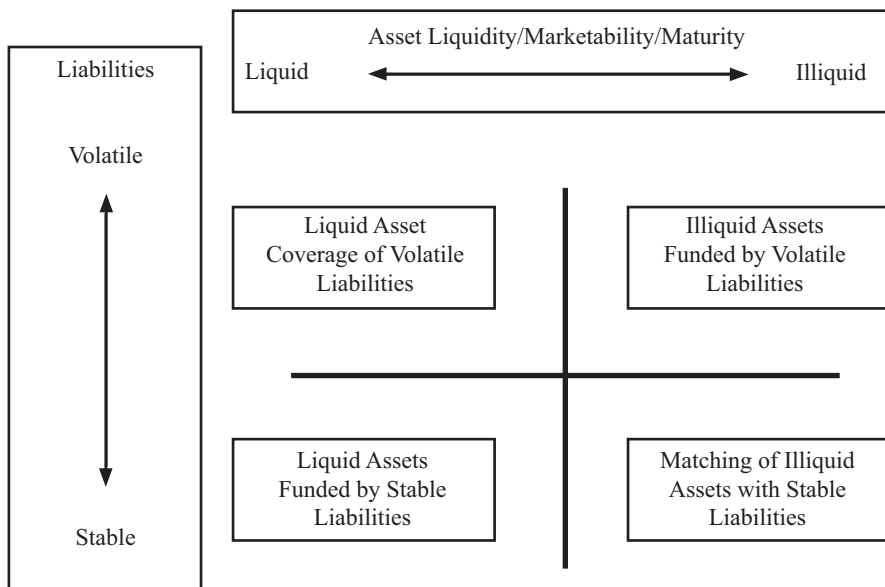 Asset Liquidity/Marketability/Maturity
Liquid
Illiquid
Liabilities
Volatile
Stable
Liquid Asset
Coverage of Volatile
Liabilities
Illiquid Assets
Funded by Volatile
Liabilities
Liquid Assets
Funded by Stable
Liabilities
Matching of Illiquid
Assets with Stable
Liabilities